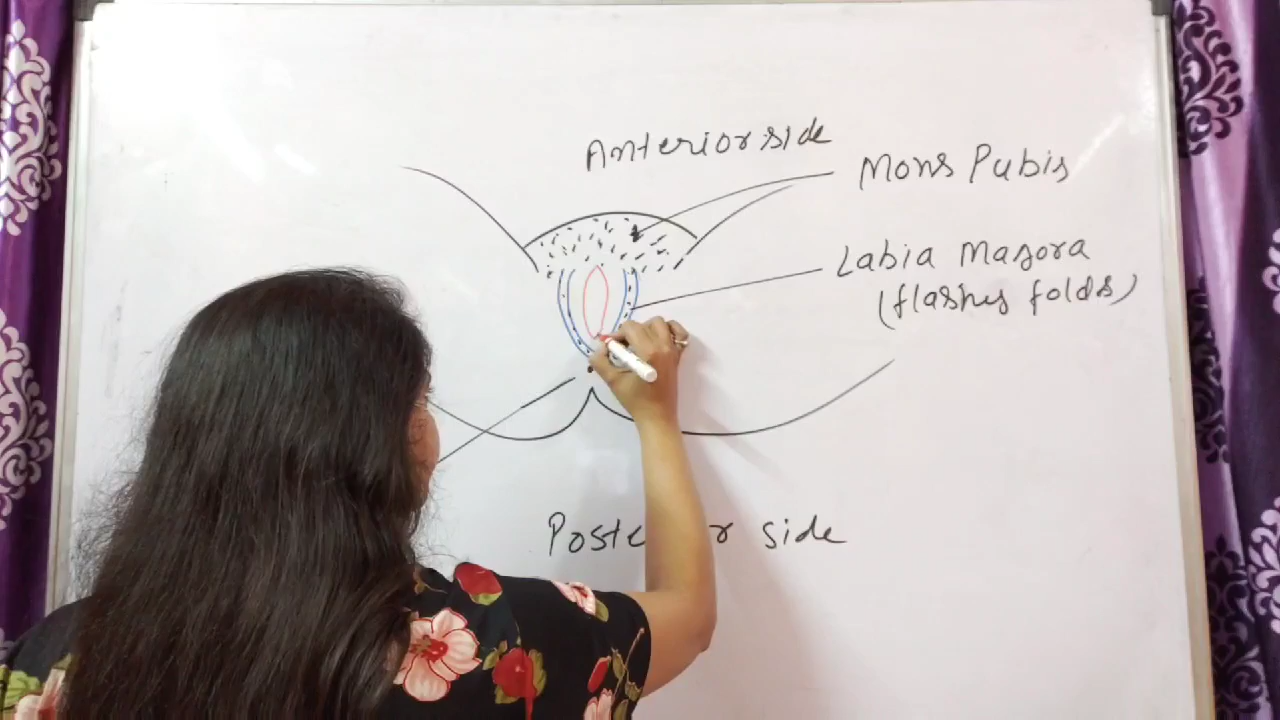 Anterior side
Mons Pubis
Labia Majora
(flashy folds)
side